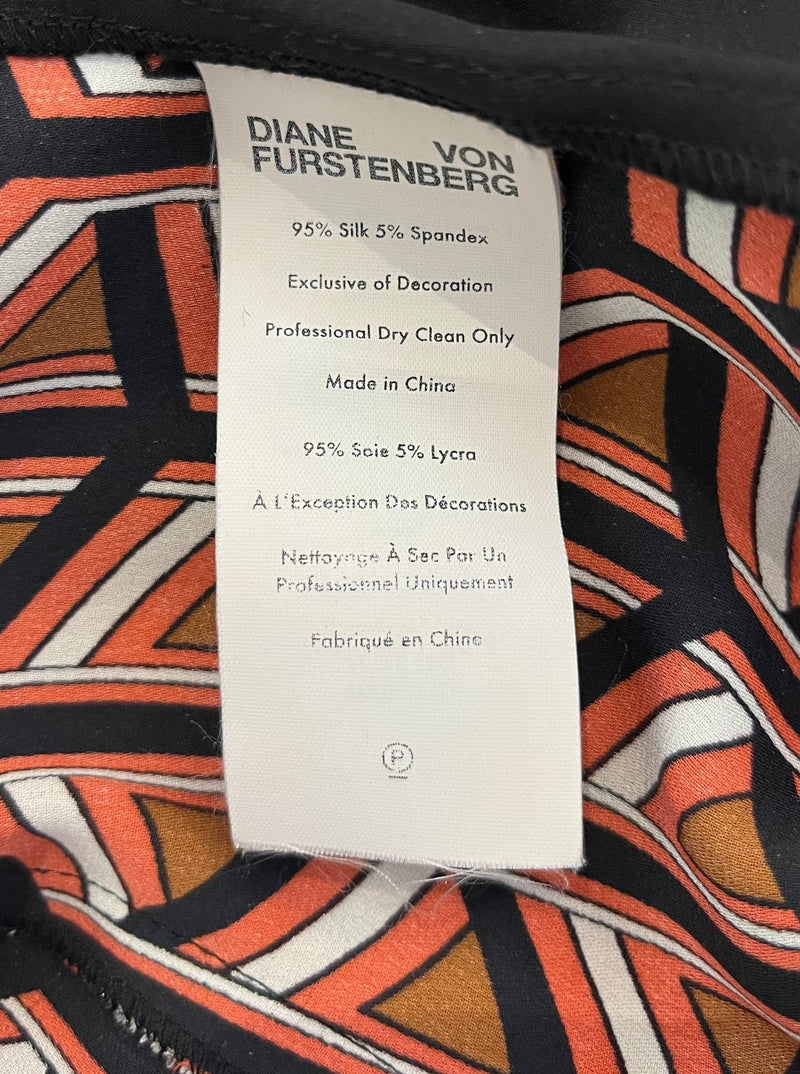 DIANE VON
FURSTENBERG
95% Silk 5% Spandex
Exclusive of Decoration
Professional Dry Clean Only
Made in China
95% Soie 5% Lycra
À L'Exception Des Décorations
Nettoyage À Sec Par Un
Professionnel Uniquement
Fabriqué en Chine
P